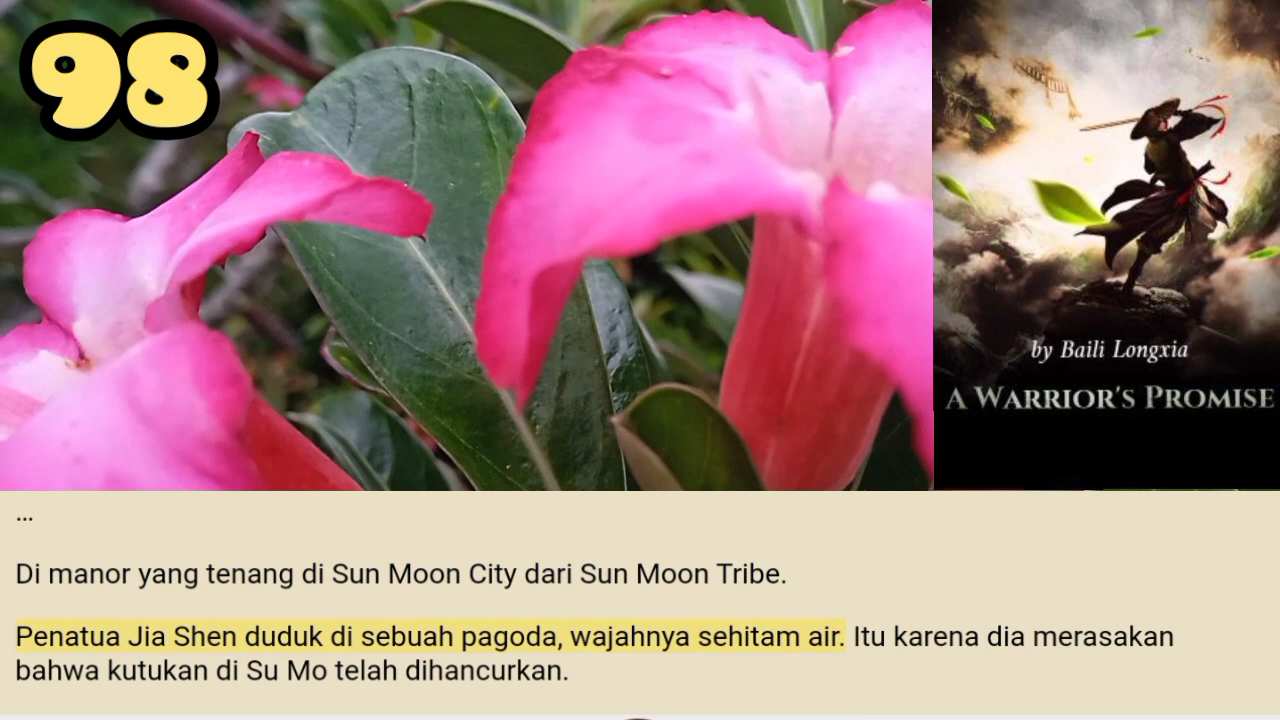 98
by Baili Longxia
A WARRIOR'S PROMISE
...
Di manor yang tenang di Sun Moon City dari Sun Moon Tribe.
Penatua Jia Shen duduk di sebuah pagoda, wajahnya sehitam air. Itu karena dia merasakan
bahwa kutukan di Su Mo telah dihancurkan.